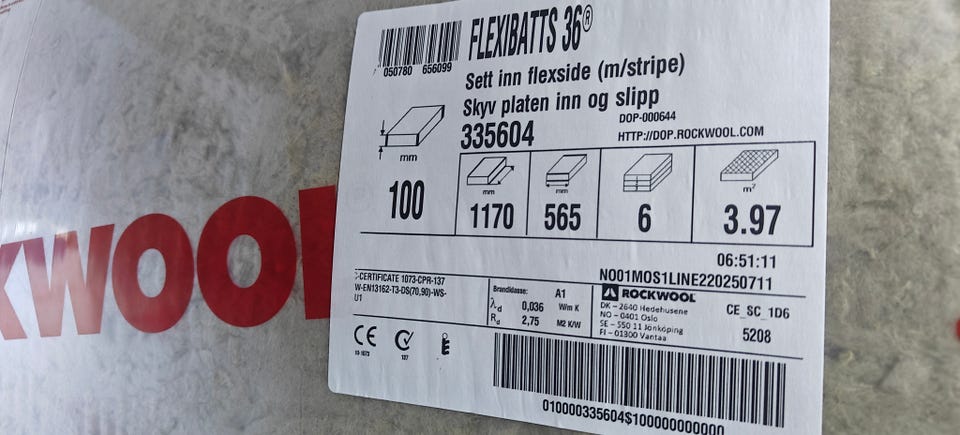 KWOOL
050780 656099
FLEXIBATTS 36®
Sett inn flexside (m/stripe)
Skyv platen inn og slipp
335604
DOP-000644
HTTP://DOP.ROCKWOOL.COM
mm
100
mm
1170
mm
565
6
m²
3.97
06:51:11
NO01MOS1LINE220250711
-CERTIFICATE 1073-CPR-137
W-EN13162-T3-DS(70,90)-WS-
U1
Brandklasse: A1
λd 0,036 W/m K
Rd 2,75 M2 K/W
ROCKWOOL
DK - 2640 Hedehusene
NO - 0401 Oslo
SE - 550 11 Jönköping
FI - 01300 Vantaa
CE_SC_1D6
5208
CE
137
010000335604$100000000000